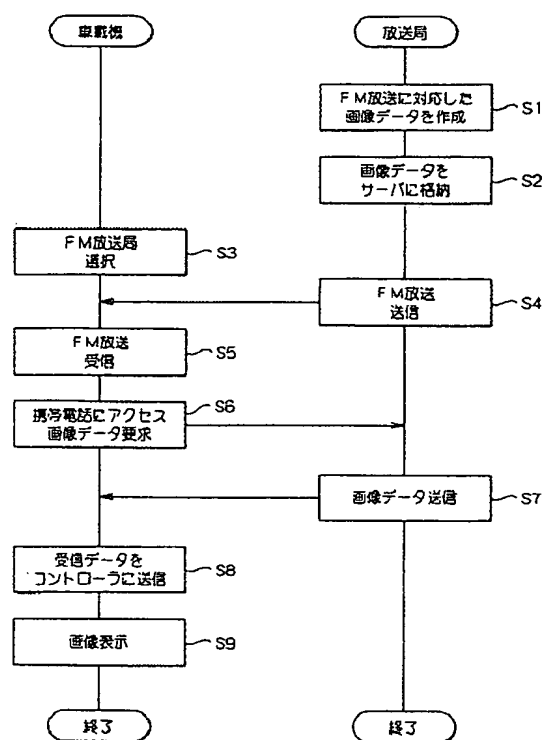 車載機
放送局
FM放送に対応した
画像データを作成
S1
画像データを
サーバに格納
S2
FM放送局
選択
S3
FM放送
送信
S4
FM放送
受信
S5
携帯電話にアクセス
画像データ要求
S6
画像データ送信
S7
受信データを
コントローラに送信
S8
画像表示
S9
終了
終了